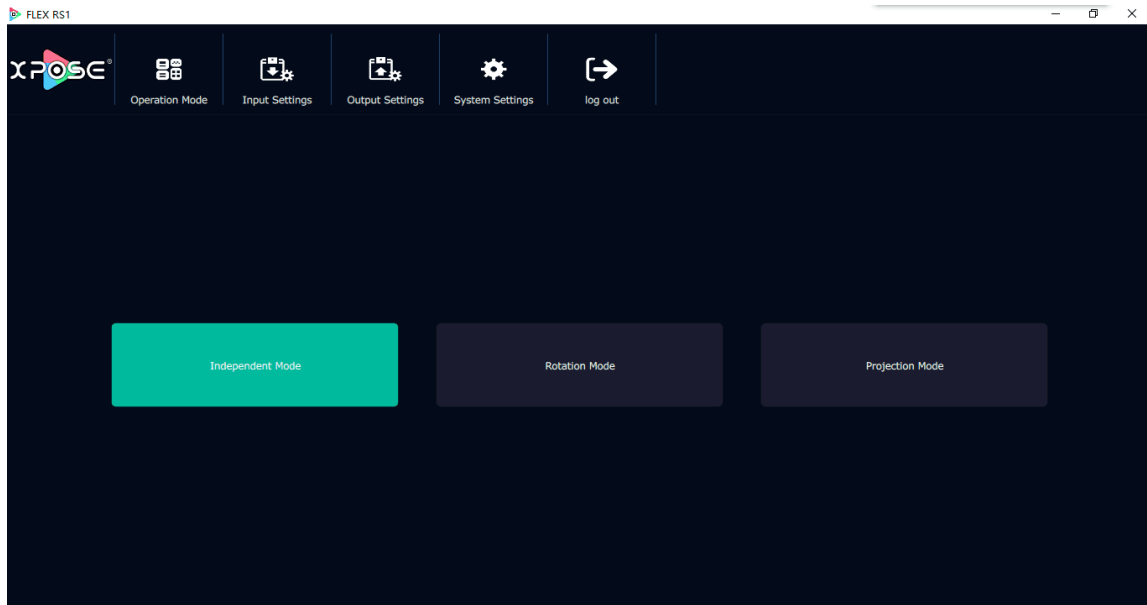 FLEX RS1
XPOSE®
Operation Mode
Input Settings
Output Settings
System Settings
log out
Independent Mode
Rotation Mode
Projection Mode